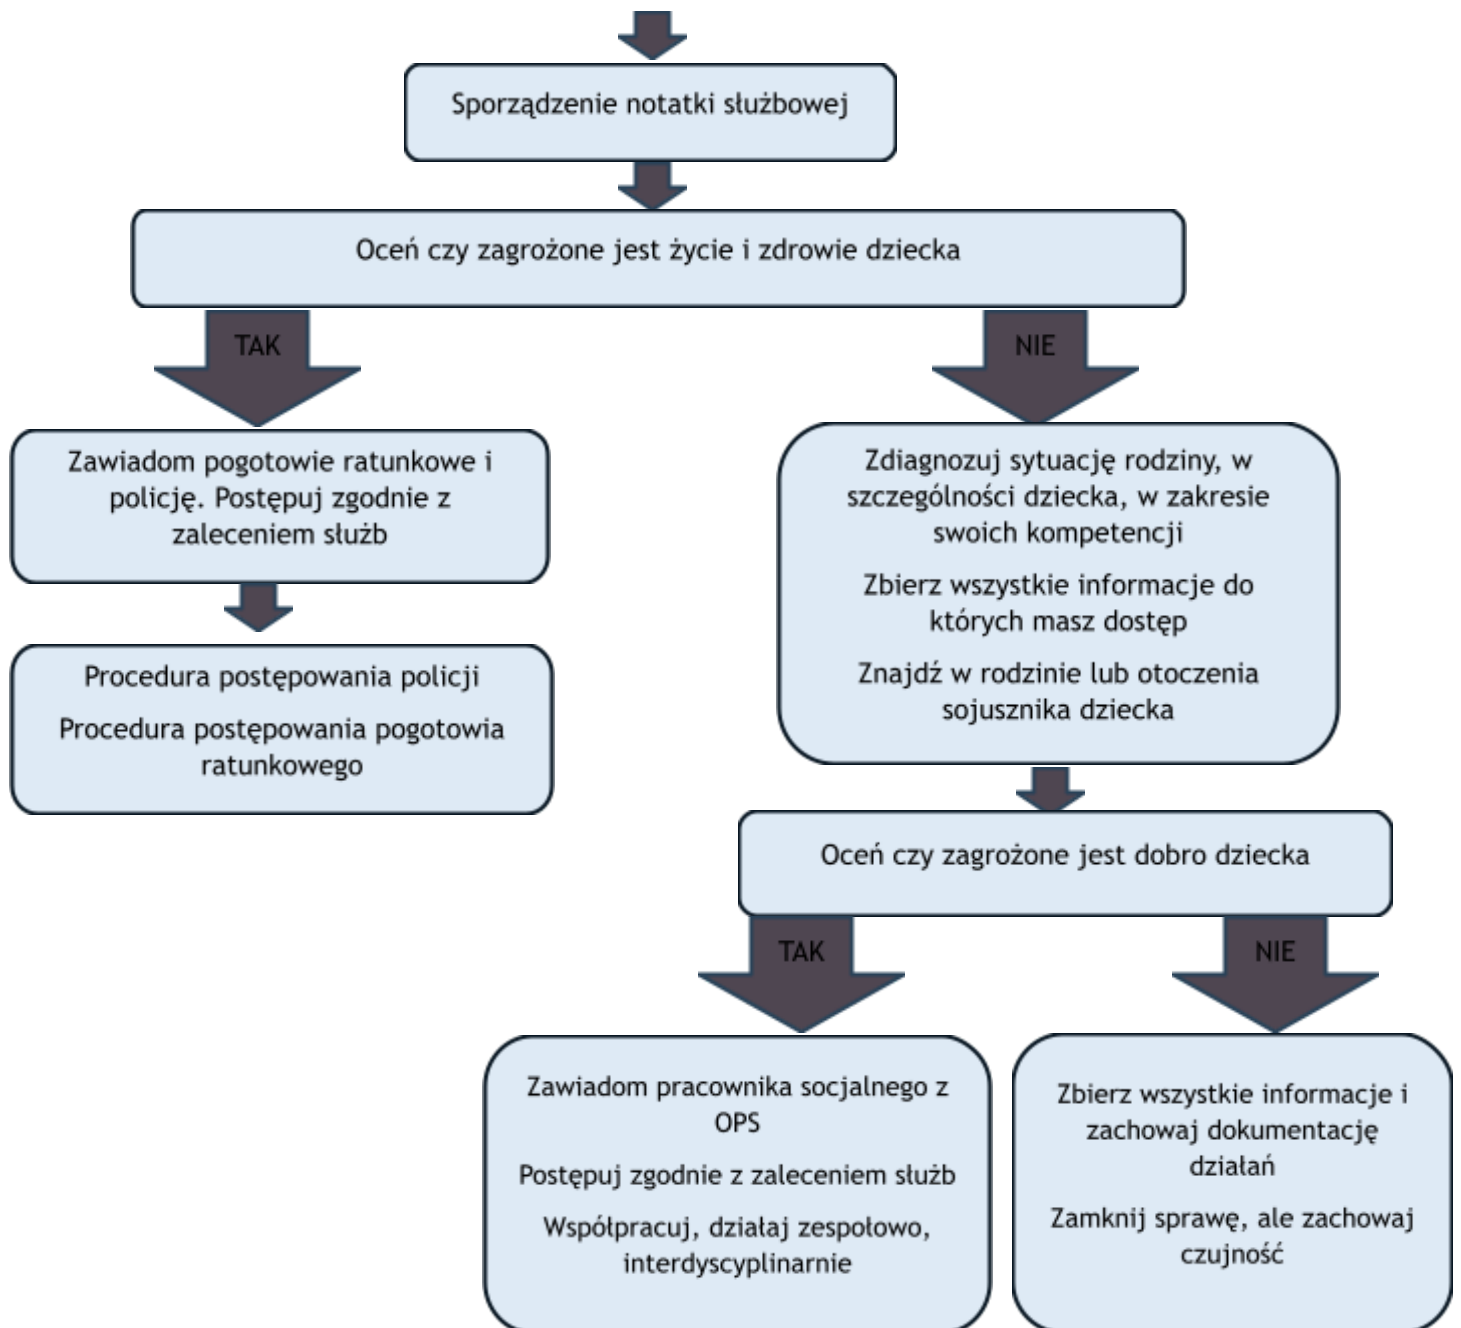 Sporządzenie notatki służbowej
Oceń czy zagrożone jest życie i zdrowie dziecka
TAK
NIE
Zawiadom pogotowie ratunkowe i
policję. Postępuj zgodnie z
zaleceniem służb
Procedura postępowania policji
Procedura postępowania pogotowia
ratunkowego
Zdiagnozuj sytuację rodziny, w
szczególności dziecka, w zakresie
swoich kompetencji
Zbierz wszystkie informacje do
których masz dostęp
Znajdź w rodzinie lub otoczenia
sojusznika dziecka
Oceń czy zagrożone jest dobro dziecka
TAK
NIE
Zawiadom pracownika socjalnego z
OPS
Postępuj zgodnie z zaleceniem służb
Współpracuj, działaj zespołowo,
interdyscyplinarnie
Zbierz wszystkie informacje i
zachowaj dokumentację
działań
Zamknij sprawę, ale zachowaj
czujność